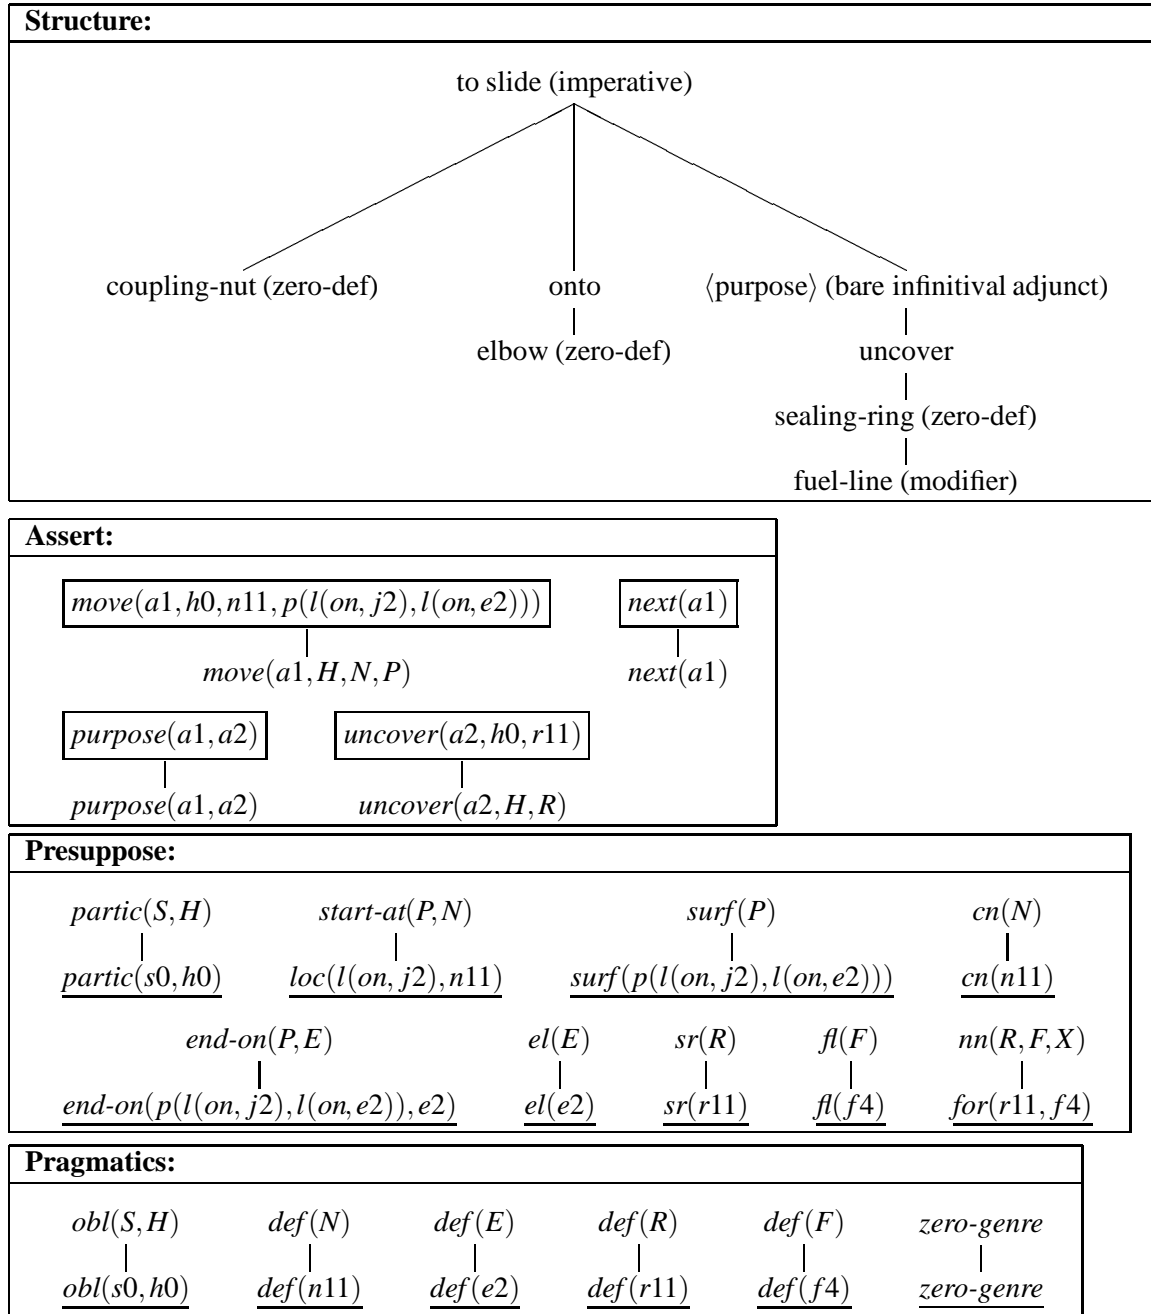 Structure:
to slide (imperative)
coupling-nut (zero-def) onto ⟨purpose⟩ (bare infinitival adjunct)
elbow (zero-def) uncover
sealing-ring (zero-def)
fuel-line (modifier)
Assert:
move(a1,h0,n11,p(l(on, j2),l(on,e2))) next(a1)
move(a1,H,N,P) next(a1)
purpose(a1,a2) uncover(a2,h0,r11)
purpose(a1,a2) uncover(a2,H,R)
Presuppose:
partic(S,H) start-at(P,N) surf(P) cn(N)
partic(s0,h0) loc(l(on, j2),n11) surf(p(l(on, j2),l(on,e2))) cn(n11)
end-on(P,E) el(E) sr(R) fl(F) nn(R,F,X)
end-on(p(l(on, j2),l(on,e2)),e2) el(e2) sr(r11) fl(f4) for(r11, f4)
Pragmatics:
obl(S,H) def(N) def(E) def(R) def(F) zero-genre
obl(s0,h0) def(n11) def(e2) def(r11) def(f4) zero-genre